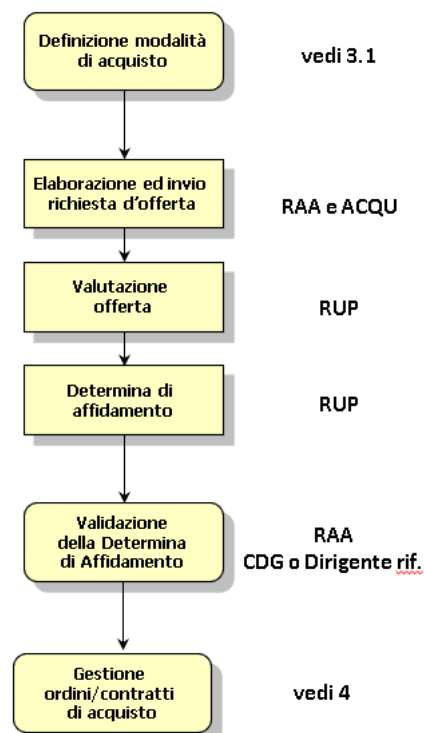 Definizione modalità
di acquisto
vedi 3.1
Elaborazione ed invio
richiesta d'offerta
RAA e ACQU
Valutazione
offerta
RUP
Determina di
affidamento
RUP
Validazione
della Determina
di Affidamento
RAA
CDG o Dirigente rif.
Gestione
ordini/contratti
di acquisto
vedi 4